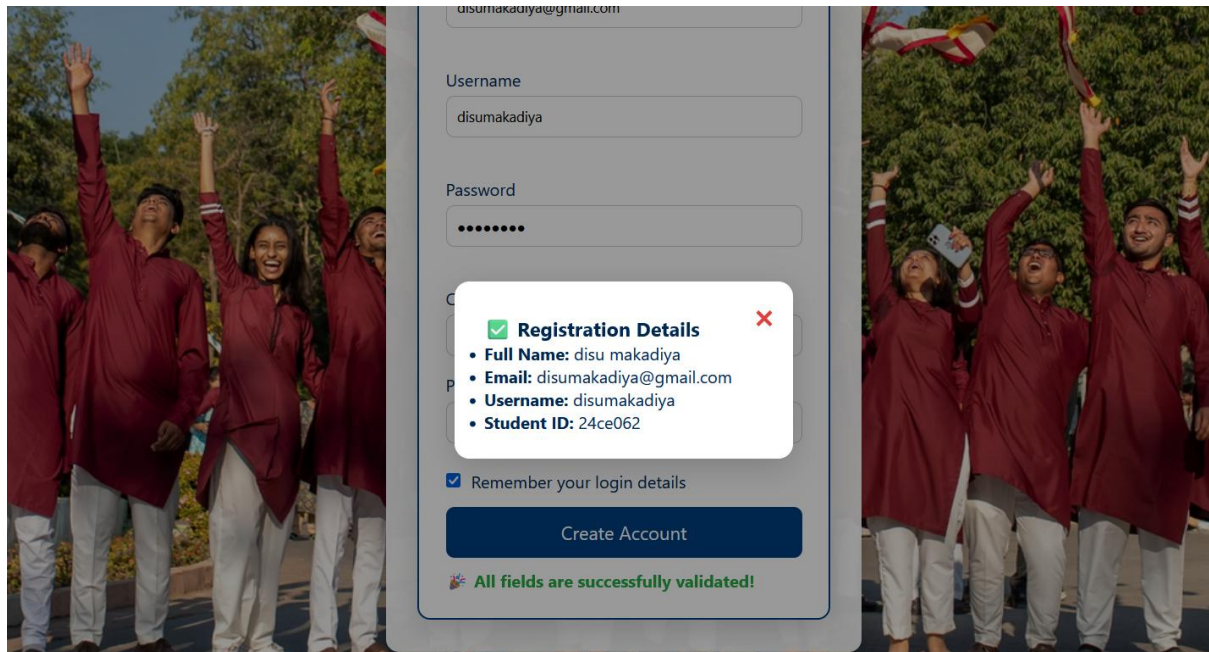 disumakadiya@gmail.com
Username
disumakadiya
Password
✅ Registration Details
• Full Name: disu makadiya
• Email: disumakadiya@gmail.com
• Username: disumakadiya
• Student ID: 24ce062
Remember your login details
Create Account
🎉 All fields are successfully validated!